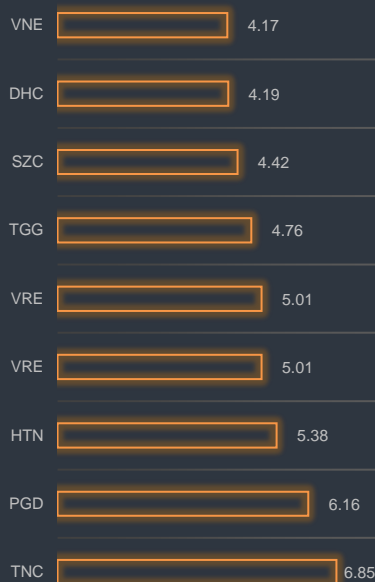 VNE 4.17
DHC 4.19
SZC 4.42
TGG 4.76
VRE 5.01
VRE 5.01
HTN 5.38
PGD 6.16
TNC 6.85